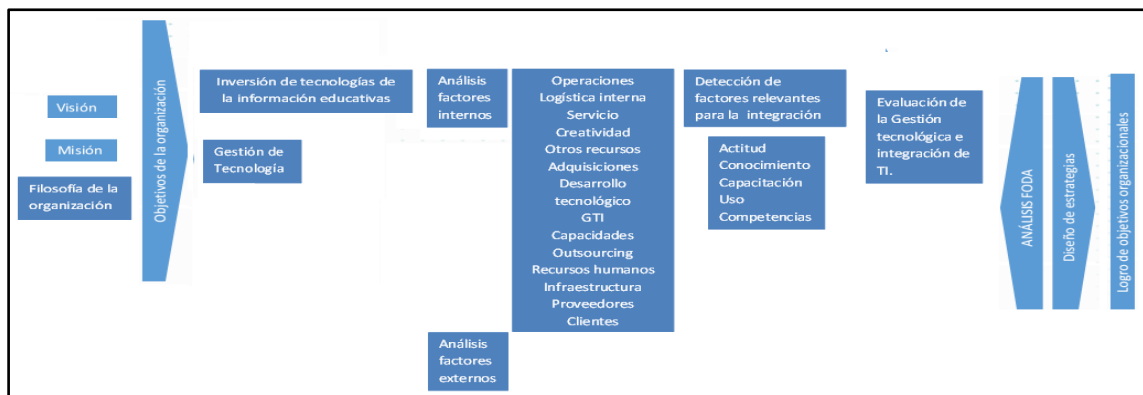 Visión
Misión
Filosofía de la
organización
Objetivos de la organización
Inversión de tecnologías de
la información educativas
Gestión de
Tecnología
Análisis
factores
internos
Análisis
factores
externos
Operaciones
Logística interna
Servicio
Creatividad
Otros recursos
Adquisiciones
Desarrollo
tecnológico
GTI
Capacidades
Outsourcing
Recursos humanos
Infraestructura
Proveedores
Clientes
Detección de
factores relevantes
para la integración
Actitud
Conocimiento
Capacitación
Uso
Competencias
Evaluación de
la Gestión
tecnológica e
integración de
TI.
ANÁLISIS FODA
Diseño de estrategias
Logro de objetivos organizacionales